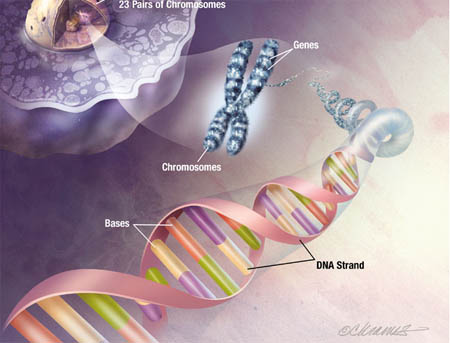 23 Pairs of Chromosomes
Genes
Chromosomes
Bases
DNA Strand